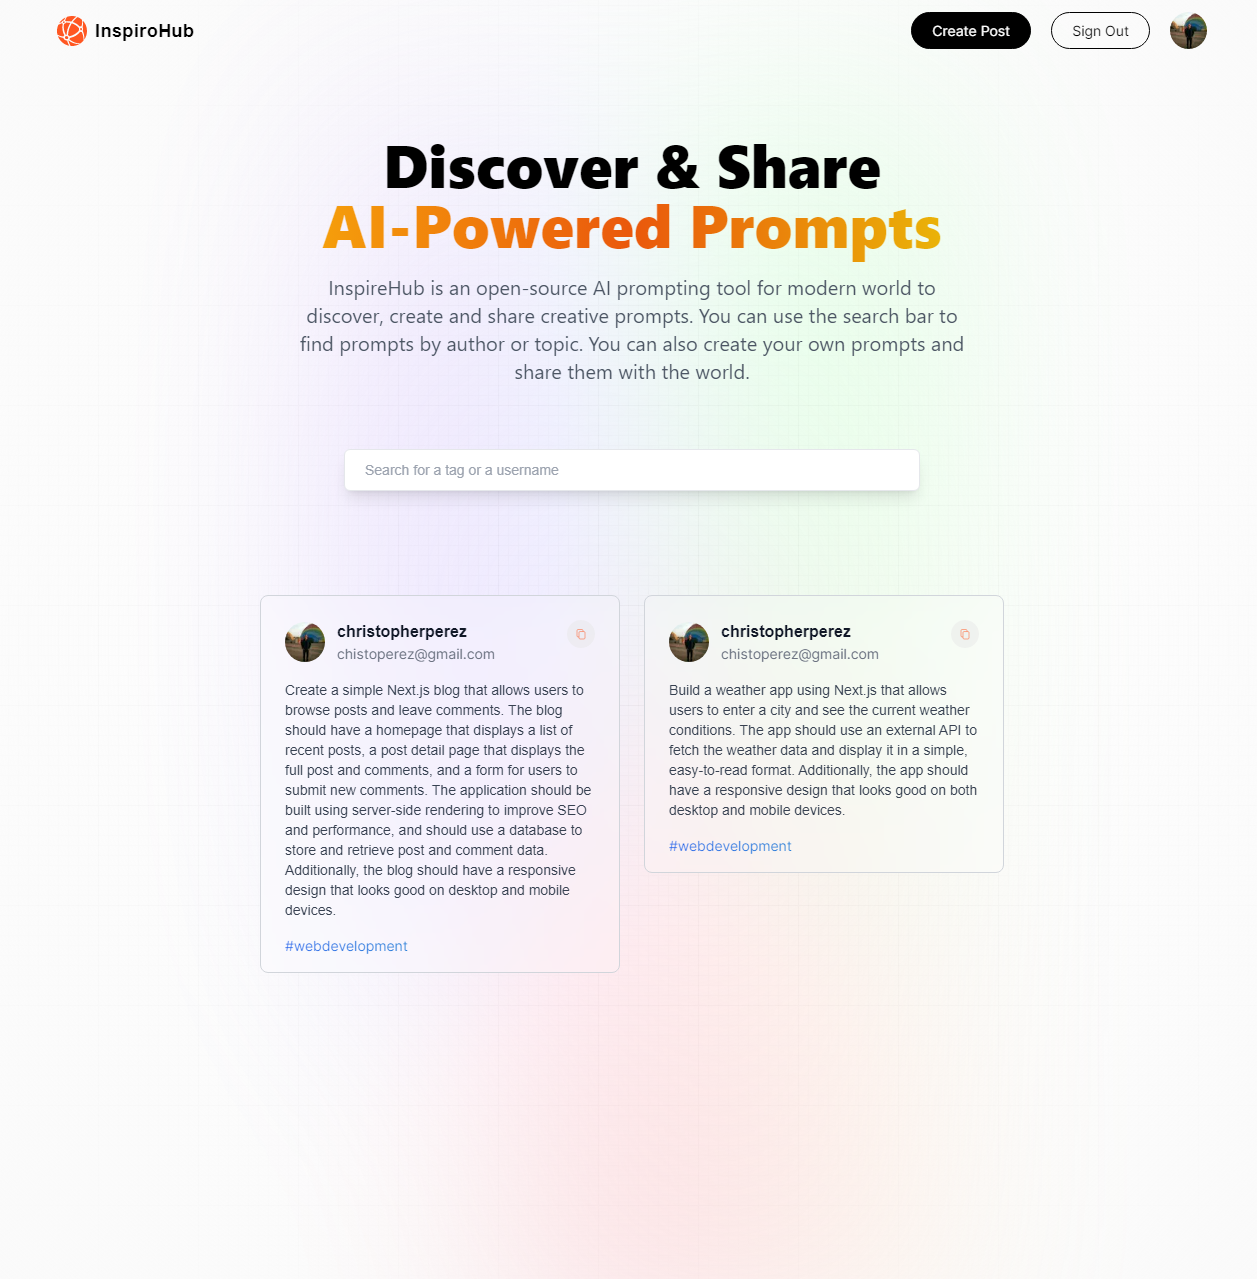 InspiroHub
Create Post
Sign Out
Discover & Share
AI-Powered Prompts
InspireHub is an open-source AI prompting tool for modern world to
discover, create and share creative prompts. You can use the search bar to
find prompts by author or topic. You can also create your own prompts and
share them with the world.
Search for a tag or a username
christopherperez
chistoperez@gmail.com
Create a simple Next.js blog that allows users to
browse posts and leave comments. The blog
should have a homepage that displays a list of
recent posts, a post detail page that displays the
full post and comments, and a form for users to
submit new comments. The application should be
built using server-side rendering to improve SEO
and performance, and should use a database to
store and retrieve post and comment data.
Additionally, the blog should have a responsive
design that looks good on desktop and mobile
devices.
#webdevelopment
christopherperez
chistoperez@gmail.com
Build a weather app using Next.js that allows
users to enter a city and see the current weather
conditions. The app should use an external API to
fetch the weather data and display it in a simple,
easy-to-read format. Additionally, the app should
have a responsive design that looks good on both
desktop and mobile devices.
#webdevelopment